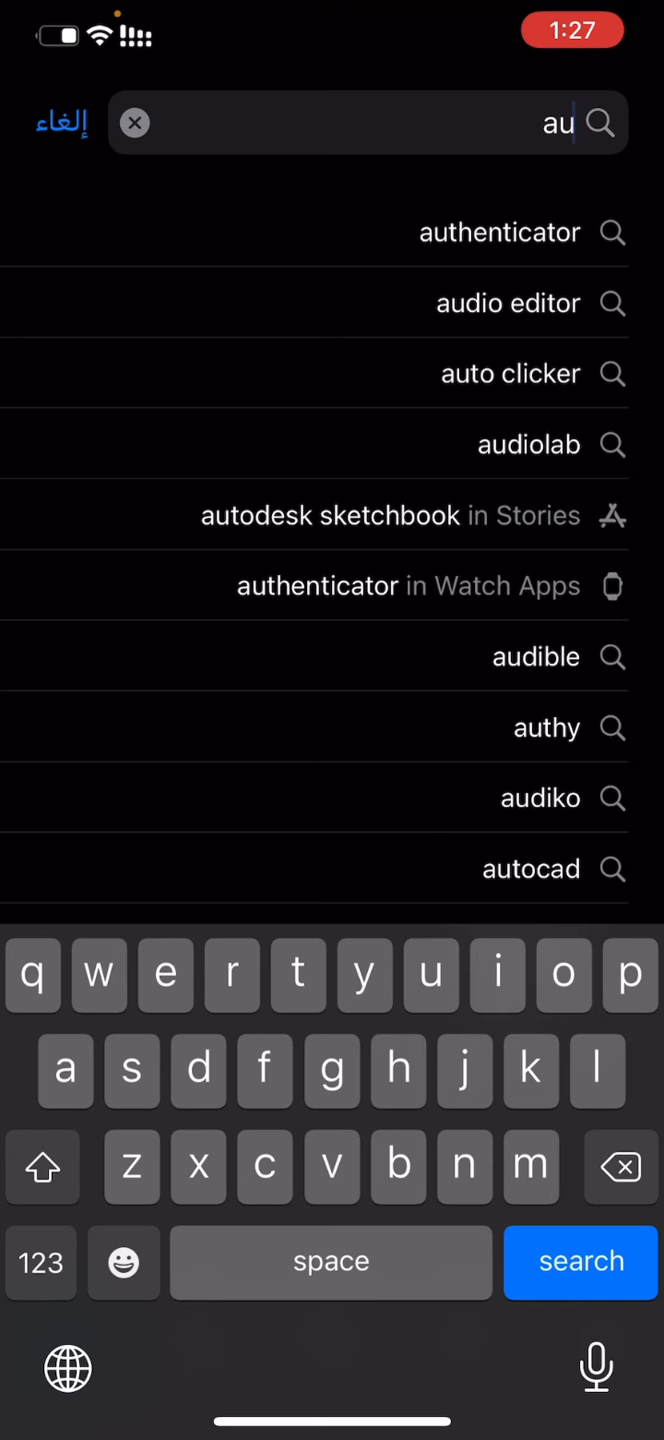 1:27
إلغاء
au
authenticator
audio editor
auto clicker
audiolab
autodesk sketchbook in Stories
authenticator in Watch Apps
audible
authy
audiko
autocad
q w e r t y u i o p
a s d f g h j k l
z x c v b n m
123 space search